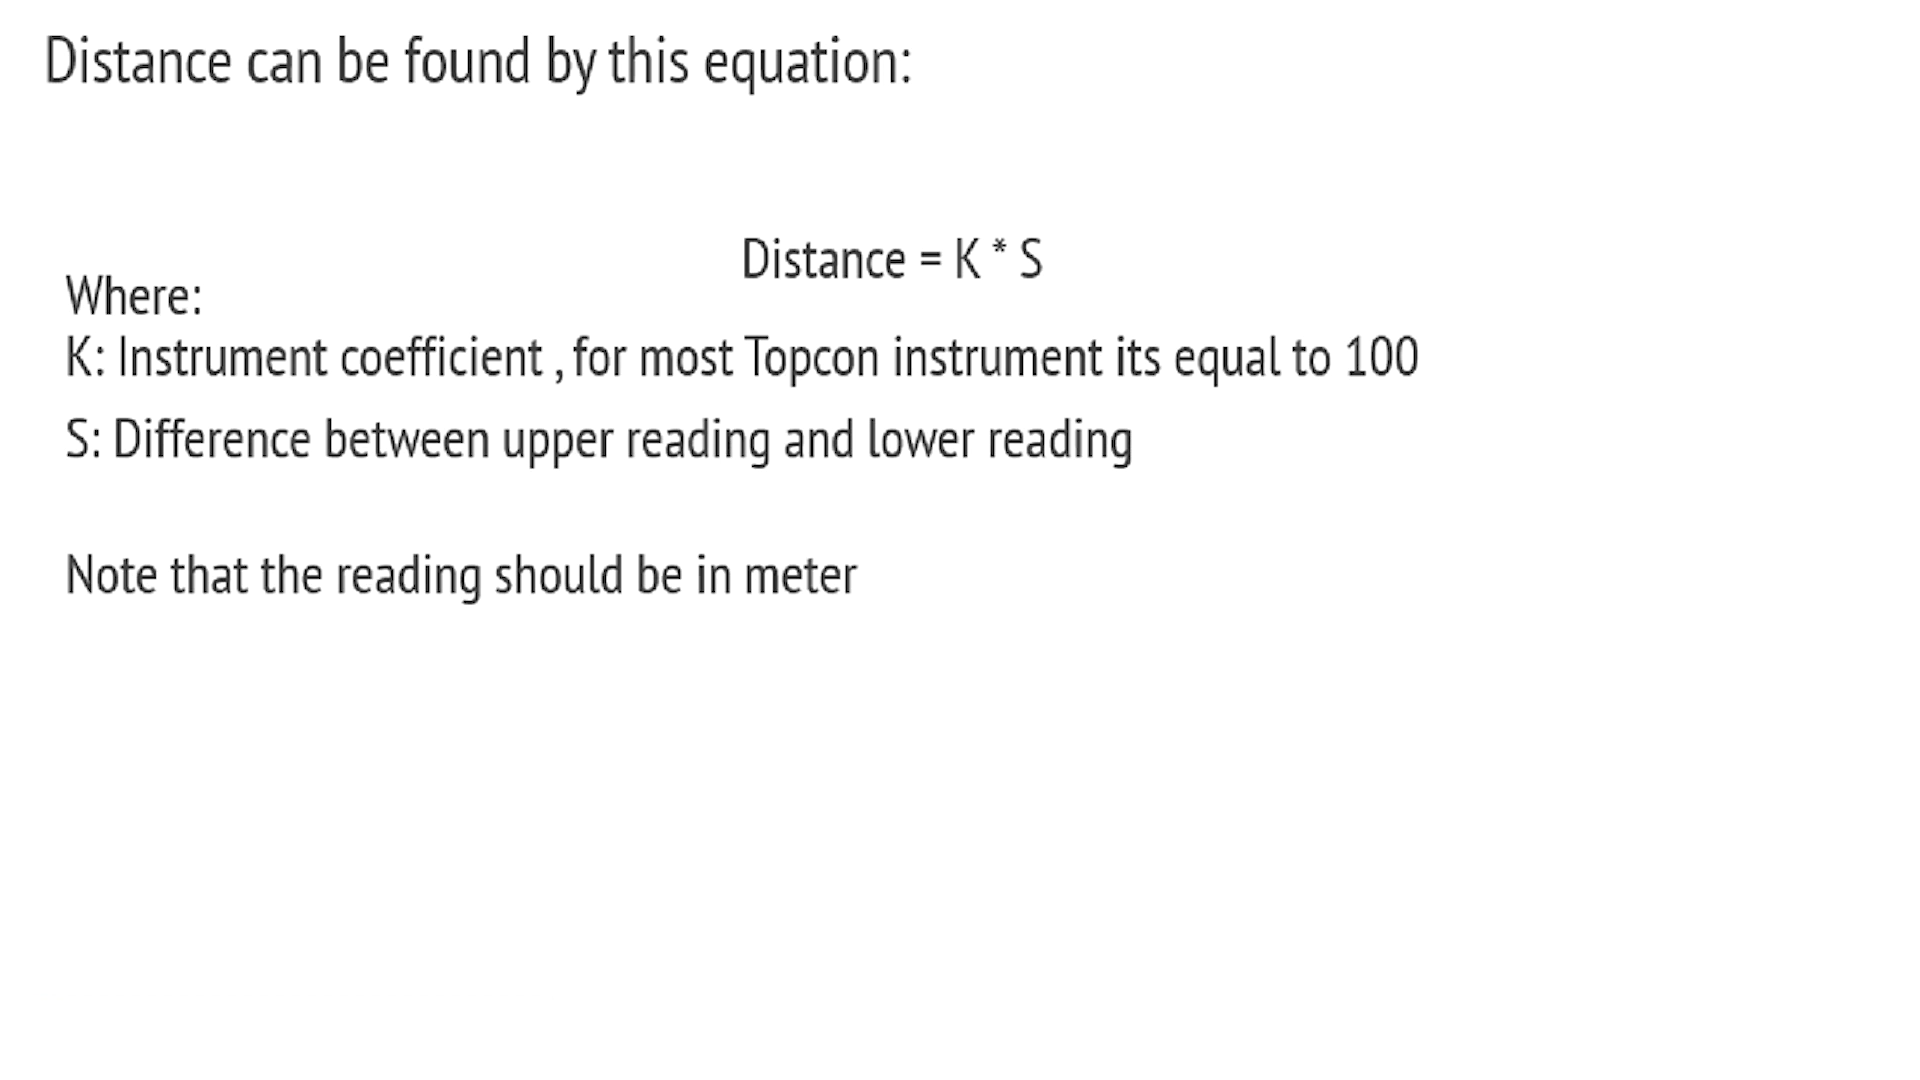 Distance can be found by this equation:
Distance = K * S
Where:
K: Instrument coefficient , for most Topcon instrument its equal to 100
S: Difference between upper reading and lower reading
Note that the reading should be in meter